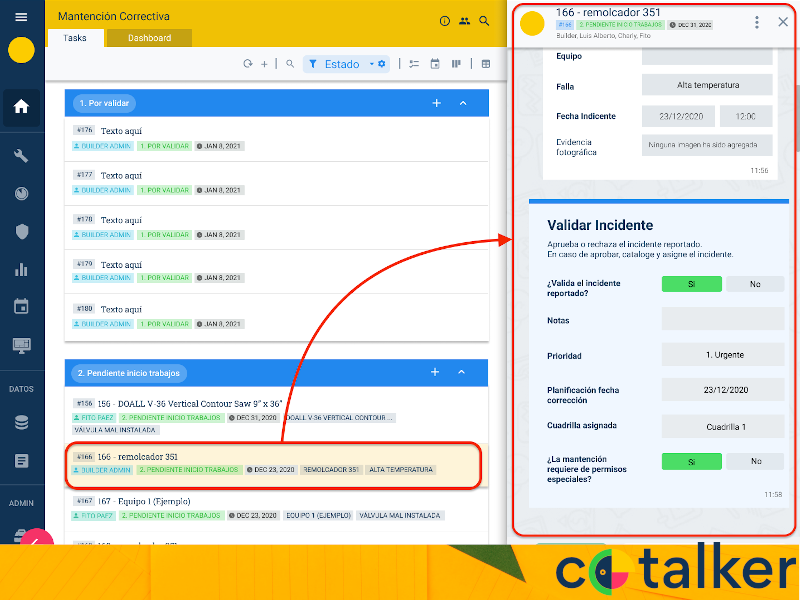 Mantención Correctiva
Tasks
Dashboard
Estado
1. Por validar
#176 Texto aquí
BUILDER ADMIN 1. POR VALIDAR JAN 8, 2021
#177 Texto aquí
BUILDER ADMIN 1. POR VALIDAR JAN 8, 2021
#178 Texto aquí
BUILDER ADMIN 1. POR VALIDAR JAN 8, 2021
#179 Texto aquí
BUILDER ADMIN 1. POR VALIDAR JAN 8, 2021
#180 Texto aquí
BUILDER ADMIN 1. POR VALIDAR JAN 8, 2021
2. Pendiente inicio trabajos
#156 156 - DOALL V-36 Vertical Contour Saw 9" x 36"
FITO PAEZ 2. PENDIENTE INICIO TRABAJOS DEC 31, 2020 DOALL V-36 VERTICAL CONTOUR ...
VÁLVULA MAL INSTALADA
#166 166 - remolcador 351
BUILDER ADMIN 2. PENDIENTE INICIO TRABAJOS DEC 23, 2020 REMOLCADOR 351 ALTA TEMPERATURA
#167 167 - Equipo 1 (Ejemplo)
FITO PAEZ 2. PENDIENTE INICIO TRABAJOS DEC 23, 2020 EQUIPO 1 (EJEMPLO) VÁLVULA MAL INSTALADA
DATOS
ADMIN
166 - remolcador 351
#166 2. PENDIENTE INICIO TRABAJOS DEC 31, 2020
Builder, Luis Alberto, Charly, Fito
Equipo
Falla Alta temperatura
Fecha Indicente 23/12/2020 12:00
Evidencia
fotográfica
Ninguna imagen ha sido agregada
11:56
Validar Incidente
Aprueba o rechaza el incidente reportado.
En caso de aprobar, cataloge y asigne el incidente.
¿Valida el incidente
reportado?
Si No
Notas
Prioridad 1. Urgente
Planificación fecha
corrección
23/12/2020
Cuadrilla asignada Cuadrilla 1
¿La mantención
requiere de permisos
especiales?
Si No
11:58
cotalker